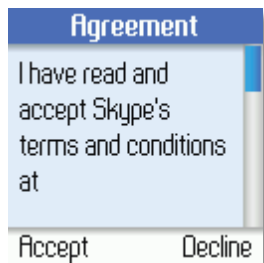 Agreement
I have read and
accept Skype's
terms and conditions
at
Accept Decline